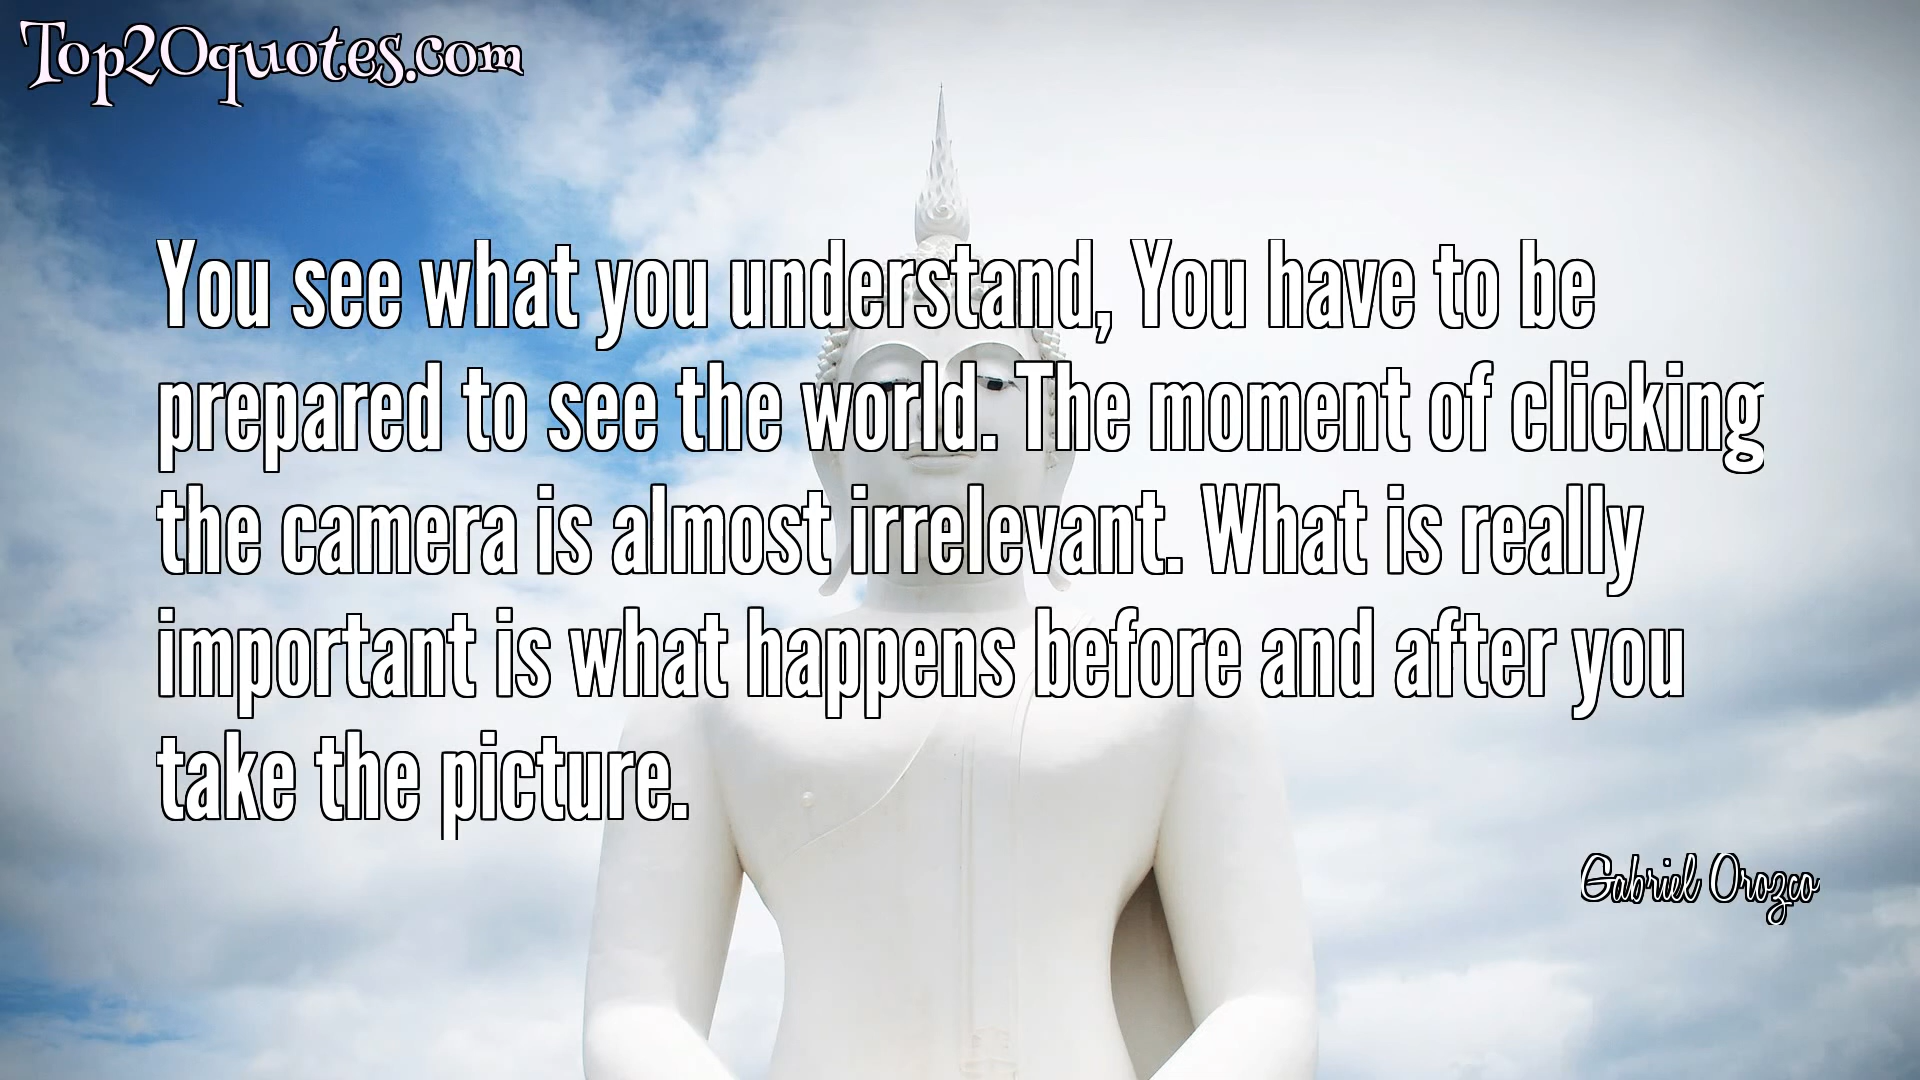 Top20quotes.com
You see what you understand, You have to be
prepared to see the world. The moment of clicking
the camera is almost irrelevant. What is really
important is what happens before and after you
take the picture.
Gabriel Orozco